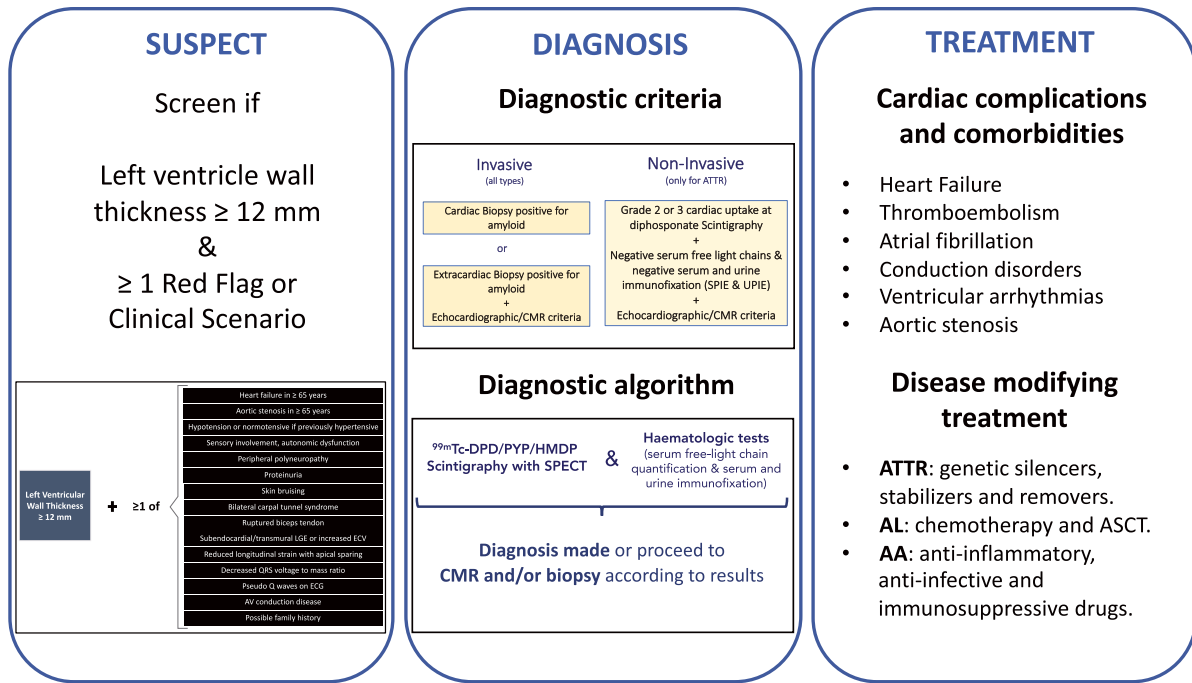 SUSPECT
Screen if
Left ventricle wall
thickness ≥ 12 mm
&
≥ 1 Red Flag or
Clinical Scenario
Left Ventricular
Wall Thickness
≥ 12 mm
+
≥1 of
Heart failure in ≥ 65 years
Aortic stenosis in ≥ 65 years
Hypotension or normotensive if previously hypertensive
Sensory involvement, autonomic dysfunction
Peripheral polyneuropathy
Proteinuria
Skin bruising
Bilateral carpal tunnel syndrome
Ruptured biceps tendon
Subendocardial/transmural LGE or increased ECV
Reduced longitudinal strain with apical sparing
Decreased QRS voltage to mass ratio
Pseudo Q waves on ECG
AV conduction disease
Possible family history
DIAGNOSIS
Diagnostic criteria
Invasive
(all types)
Cardiac Biopsy positive for
amyloid
or
Extracardiac Biopsy positive for
amyloid
+
Echocardiographic/CMR criteria
Non-Invasive
(only for ATTR)
Grade 2 or 3 cardiac uptake at
diphosponate Scintigraphy
+
Negative serum free light chains &
negative serum and urine
immunofixation (SPIE & UPIE)
+
Echocardiographic/CMR criteria
Diagnostic algorithm
⁹⁹ᵐTc-DPD/PYP/HMDP
Scintigraphy with SPECT
&
Haematologic tests
(serum free-light chain
quantification & serum and
urine immunofixation)
Diagnosis made or proceed to
CMR and/or biopsy according to results
TREATMENT
Cardiac complications
and comorbidities
• Heart Failure
• Thromboembolism
• Atrial fibrillation
• Conduction disorders
• Ventricular arrhythmias
• Aortic stenosis
Disease modifying
treatment
• ATTR: genetic silencers,
stabilizers and removers.
• AL: chemotherapy and ASCT.
• AA: anti-inflammatory,
anti-infective and
immunosuppressive drugs.